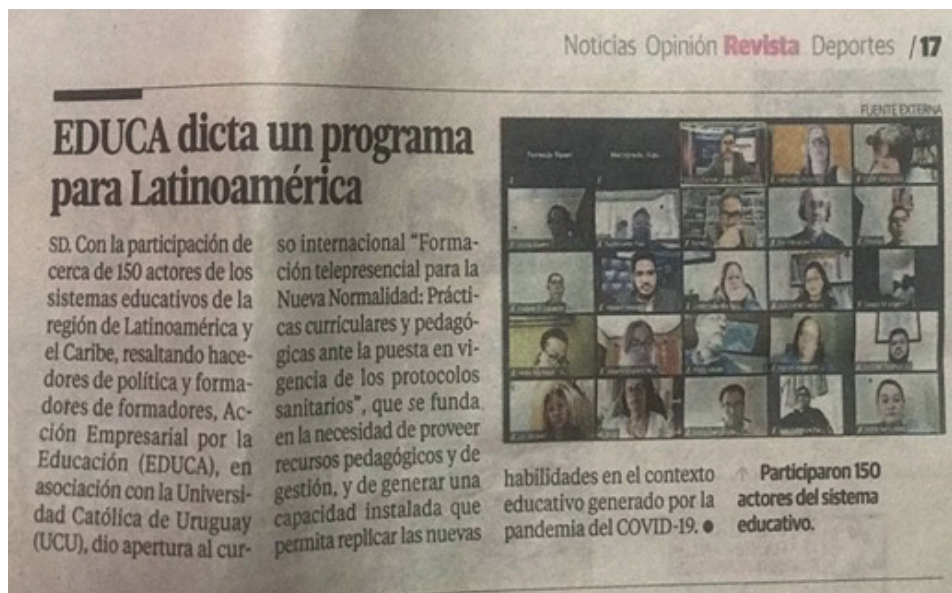 Noticias Opinión Revista Deportes /17
EDUCA dicta un programa
para Latinoamérica
SD. Con la participación de
cerca de 150 actores de los
sistemas educativos de la
región de Latinoamérica y
el Caribe, resaltando hace-
dores de política y forma-
dores de formadores, Ac-
ción Empresarial por la
Educación (EDUCA), en
asociación con la Universi-
dad Católica de Uruguay
(UCU), dio apertura al cur-
so internacional “Forma-
ción telepresencial para la
Nueva Normalidad: Prácti-
cas curriculares y pedagó-
gicas ante la puesta en vi-
gencia de los protocolos
sanitarios”, que se funda
en la necesidad de proveer
recursos pedagógicos y de
gestión, y de generar una
capacidad instalada que
permita replicar las nuevas
habilidades en el contexto
educativo generado por la
pandemia del COVID-19. ●
FUENTE EXTERNA
↑ Participaron 150
actores del sistema
educativo.